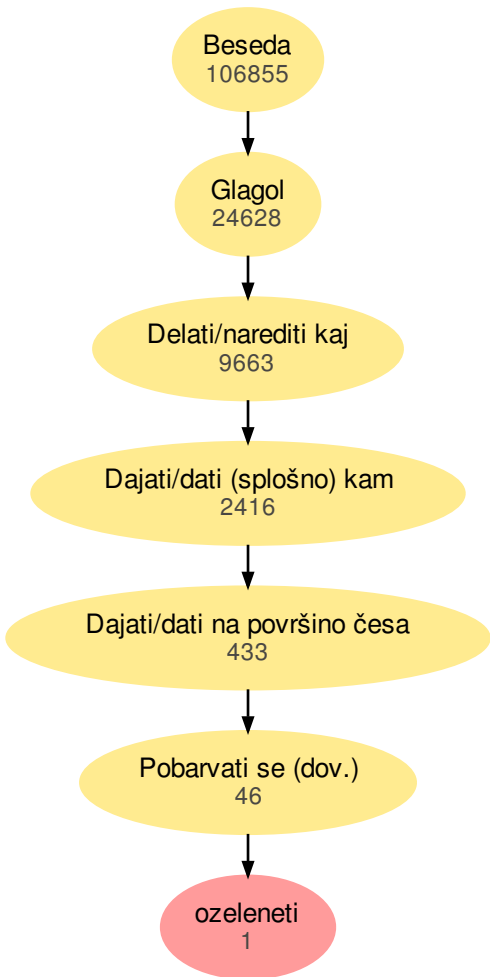 Beseda
106855
Glagol
24628
Delati/narediti kaj
9663
Dajati/dati (splošno) kam
2416
Dajati/dati na površino česa
433
Pobarvati se (dov.)
46
ozeleneti
1